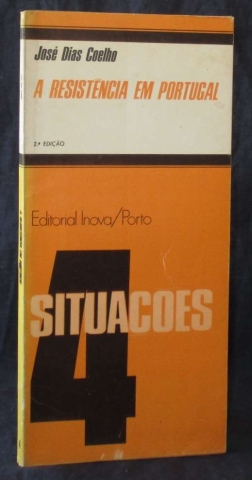 José Dias Coelho
A RESISTÊNCIA EM PORTUGAL
2.ª EDIÇÃO
Editorial Inova/Porto
4
SITUACOES